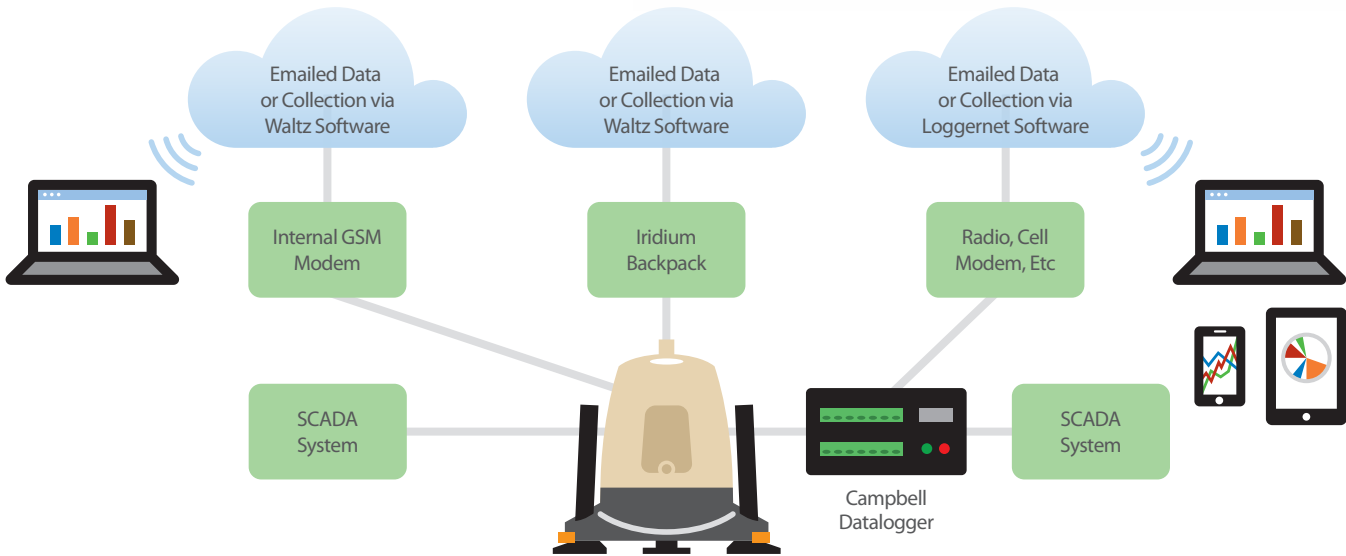 Emailed Data
or Collection via
Waltz Software
Emailed Data
or Collection via
Waltz Software
Emailed Data
or Collection via
Loggernet Software
Internal GSM
Modem
Iridium
Backpack
Radio, Cell
Modem, Etc
SCADA
System
SCADA
System
Campbell
Datalogger